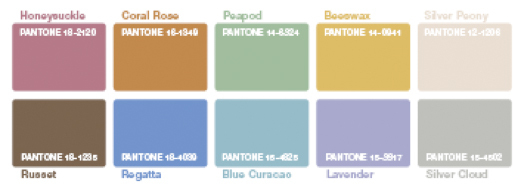 Honeysuckle Coral Rose Peapod Beeswax Silver Peony
PANTONE 18-2120 PANTONE 16-1349 PANTONE 14-6324 PANTONE 14-0941 PANTONE 12-1206
PANTONE 18-1235 PANTONE 16-4039 PANTONE 15-4825 PANTONE 15-3817 PANTONE 15-4502
Russet Regatta Blue Curacao Lavender Silver Cloud